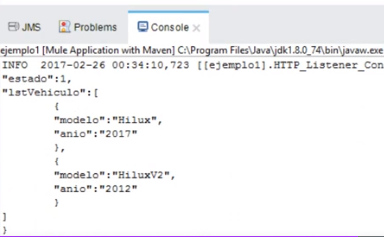 JMS Problems Console
ejemplo1 [Mule Application with Maven] C:\Program Files\Java\jdk1.8.0_74\bin\javaw.exe
INFO  2017-02-26 00:34:10,723 [[ejemplo1].HTTP_Listener_Con
"estado":1,
"lstVehiculo":[
{
"modelo":"Hilux",
"anio":"2017"
},
{
"modelo":"HiluxV2",
"anio":"2012"
}
]
}